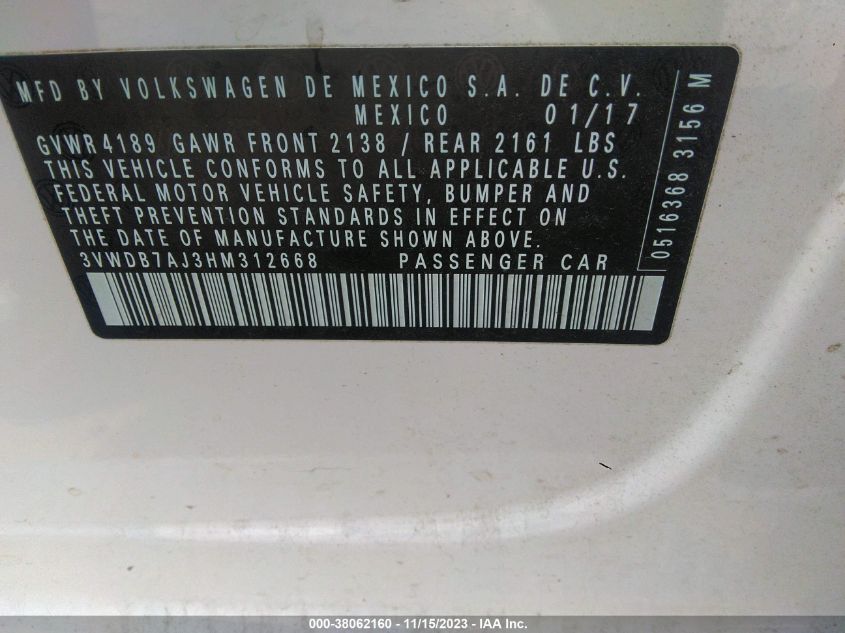 MFD BY VOLKSWAGEN DE MEXICO S.A. DE C.V.
MEXICO 01/17
GVWR 4189 GAWR FRONT 2138 / REAR 2161 LBS
THIS VEHICLE CONFORMS TO ALL APPLICABLE U.S.
FEDERAL MOTOR VEHICLE SAFETY, BUMPER AND
THEFT PREVENTION STANDARDS IN EFFECT ON
THE DATE OF MANUFACTURE SHOWN ABOVE.
3VWDB7AJ3HM312668 PASSENGER CAR
0516368 3156 M
000-38062160 - 11/15/2023 - IAA Inc.